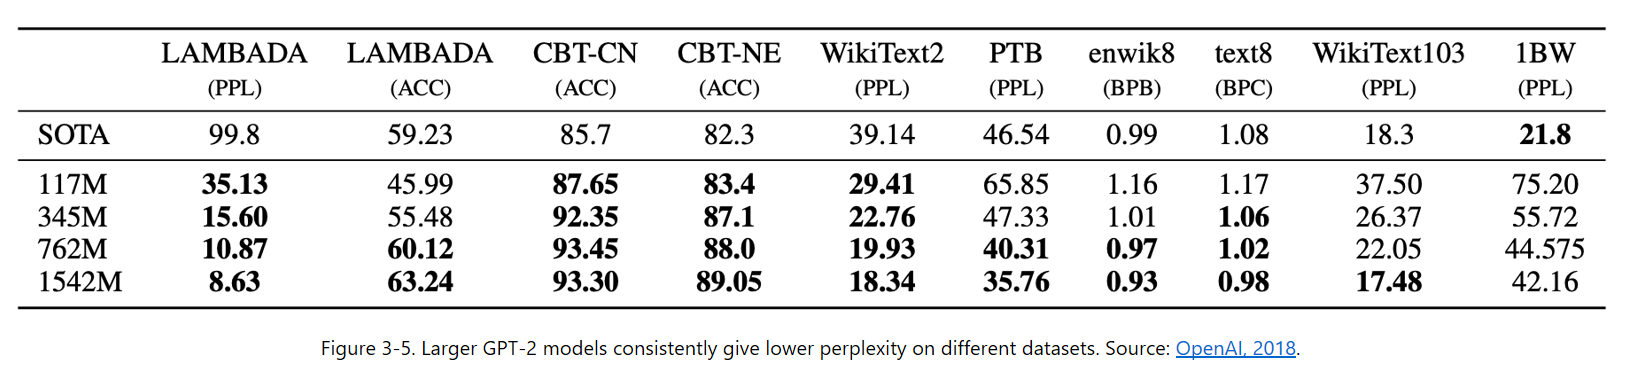 LAMBADA LAMBADA CBT-CN CBT-NE WikiText2 PTB enwik8 text8 WikiText103 1BW
(PPL) (ACC) (ACC) (ACC) (PPL) (PPL) (BPB) (BPC) (PPL) (PPL)
SOTA 99.8 59.23 85.7 82.3 39.14 46.54 0.99 1.08 18.3 21.8
117M 35.13 45.99 87.65 83.4 29.41 65.85 1.16 1.17 37.50 75.20
345M 15.60 55.48 92.35 87.1 22.76 47.33 1.01 1.06 26.37 55.72
762M 10.87 60.12 93.45 88.0 19.93 40.31 0.97 1.02 22.05 44.575
1542M 8.63 63.24 93.30 89.05 18.34 35.76 0.93 0.98 17.48 42.16
Figure 3-5. Larger GPT-2 models consistently give lower perplexity on different datasets. Source: OpenAI, 2018.